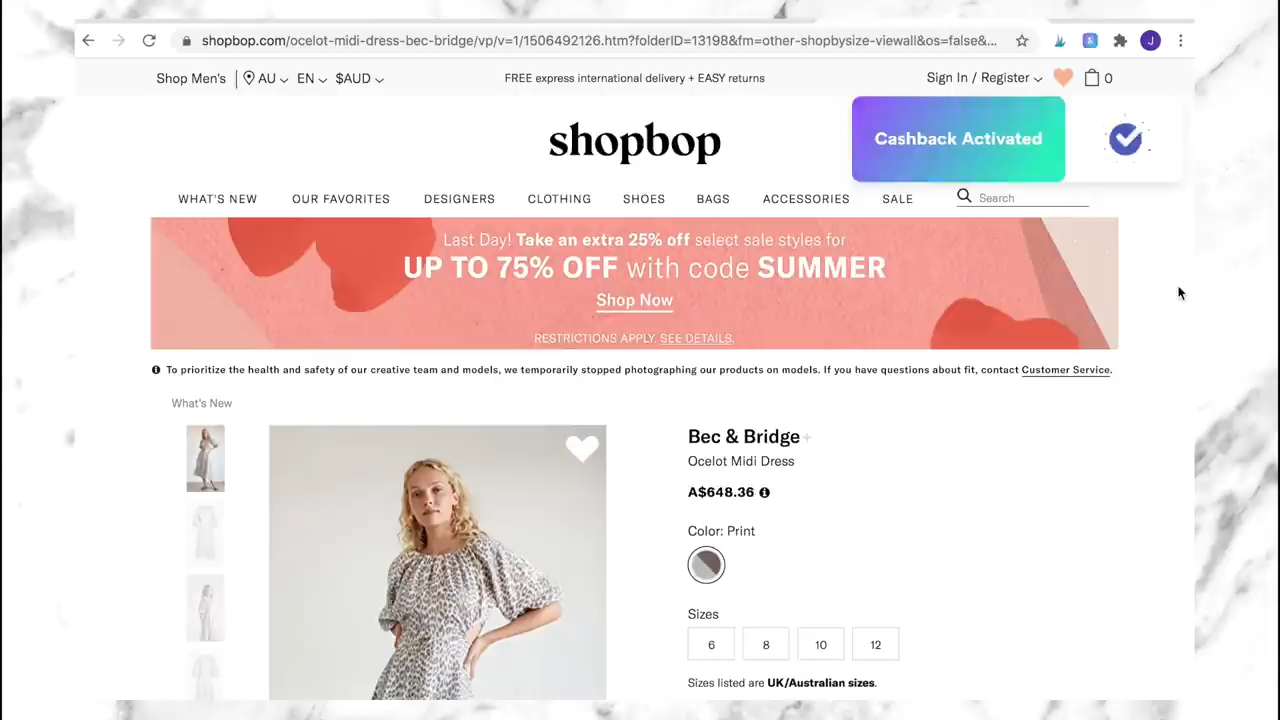 shopbop.com/ocelot-midi-dress-bec-bridge/vp/v=1/1506492126.htm?folderID=13198&fm=other-shopbysize-viewall&os=false&...
J
Shop Men's
AU
EN
$AUD
FREE express international delivery + EASY returns
Sign In / Register
0
shopbop
Cashback Activated
WHAT'S NEW
OUR FAVORITES
DESIGNERS
CLOTHING
SHOES
BAGS
ACCESSORIES
SALE
Search
Last Day! Take an extra 25% off select sale styles for
UP TO 75% OFF with code SUMMER
Shop Now
RESTRICTIONS APPLY. SEE DETAILS.
To prioritize the health and safety of our creative team and models, we temporarily stopped photographing our products on models. If you have questions about fit, contact Customer Service.
What's New
Bec & Bridge
Ocelot Midi Dress
A$648.36
Color: Print
Sizes
6
8
10
12
Sizes listed are UK/Australian sizes.